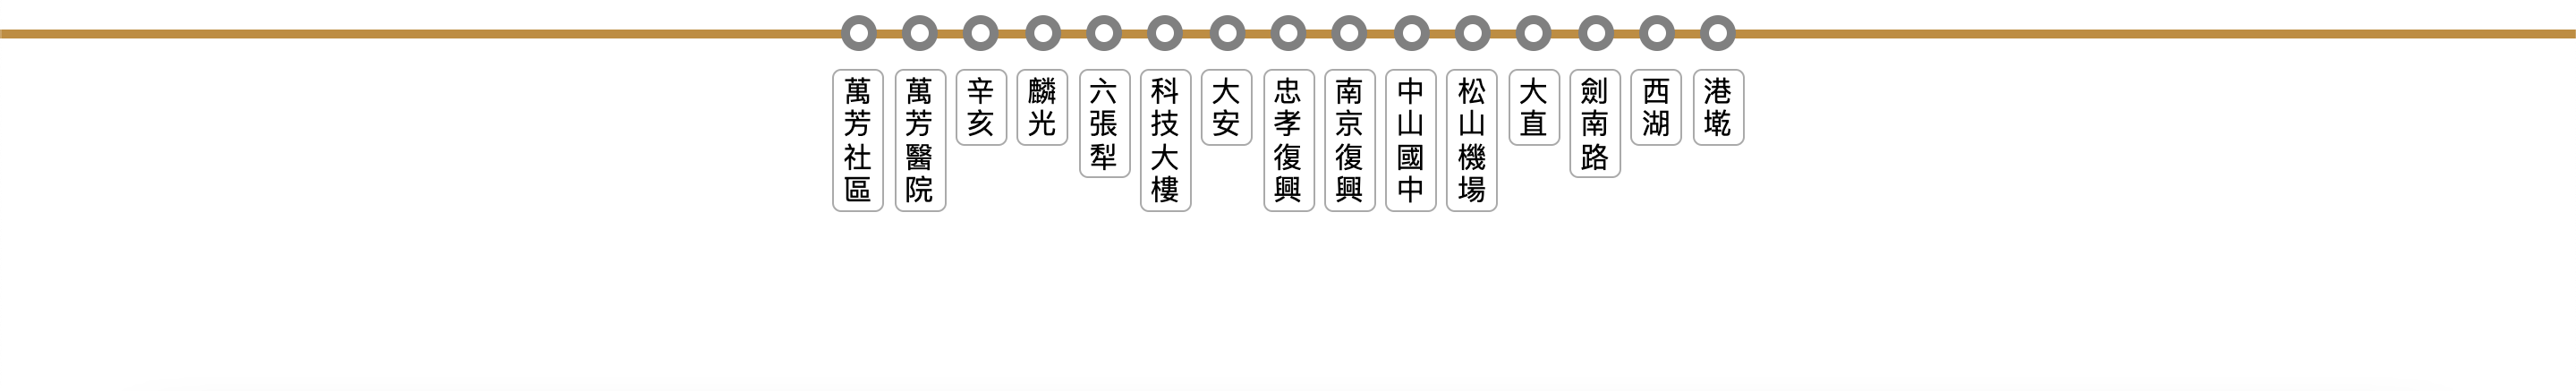 萬芳社區
萬芳醫院
辛亥
麟光
六張犁
科技大樓
大安
忠孝復興
南京復興
中山國中
松山機場
大直
劍南路
西湖
港墘